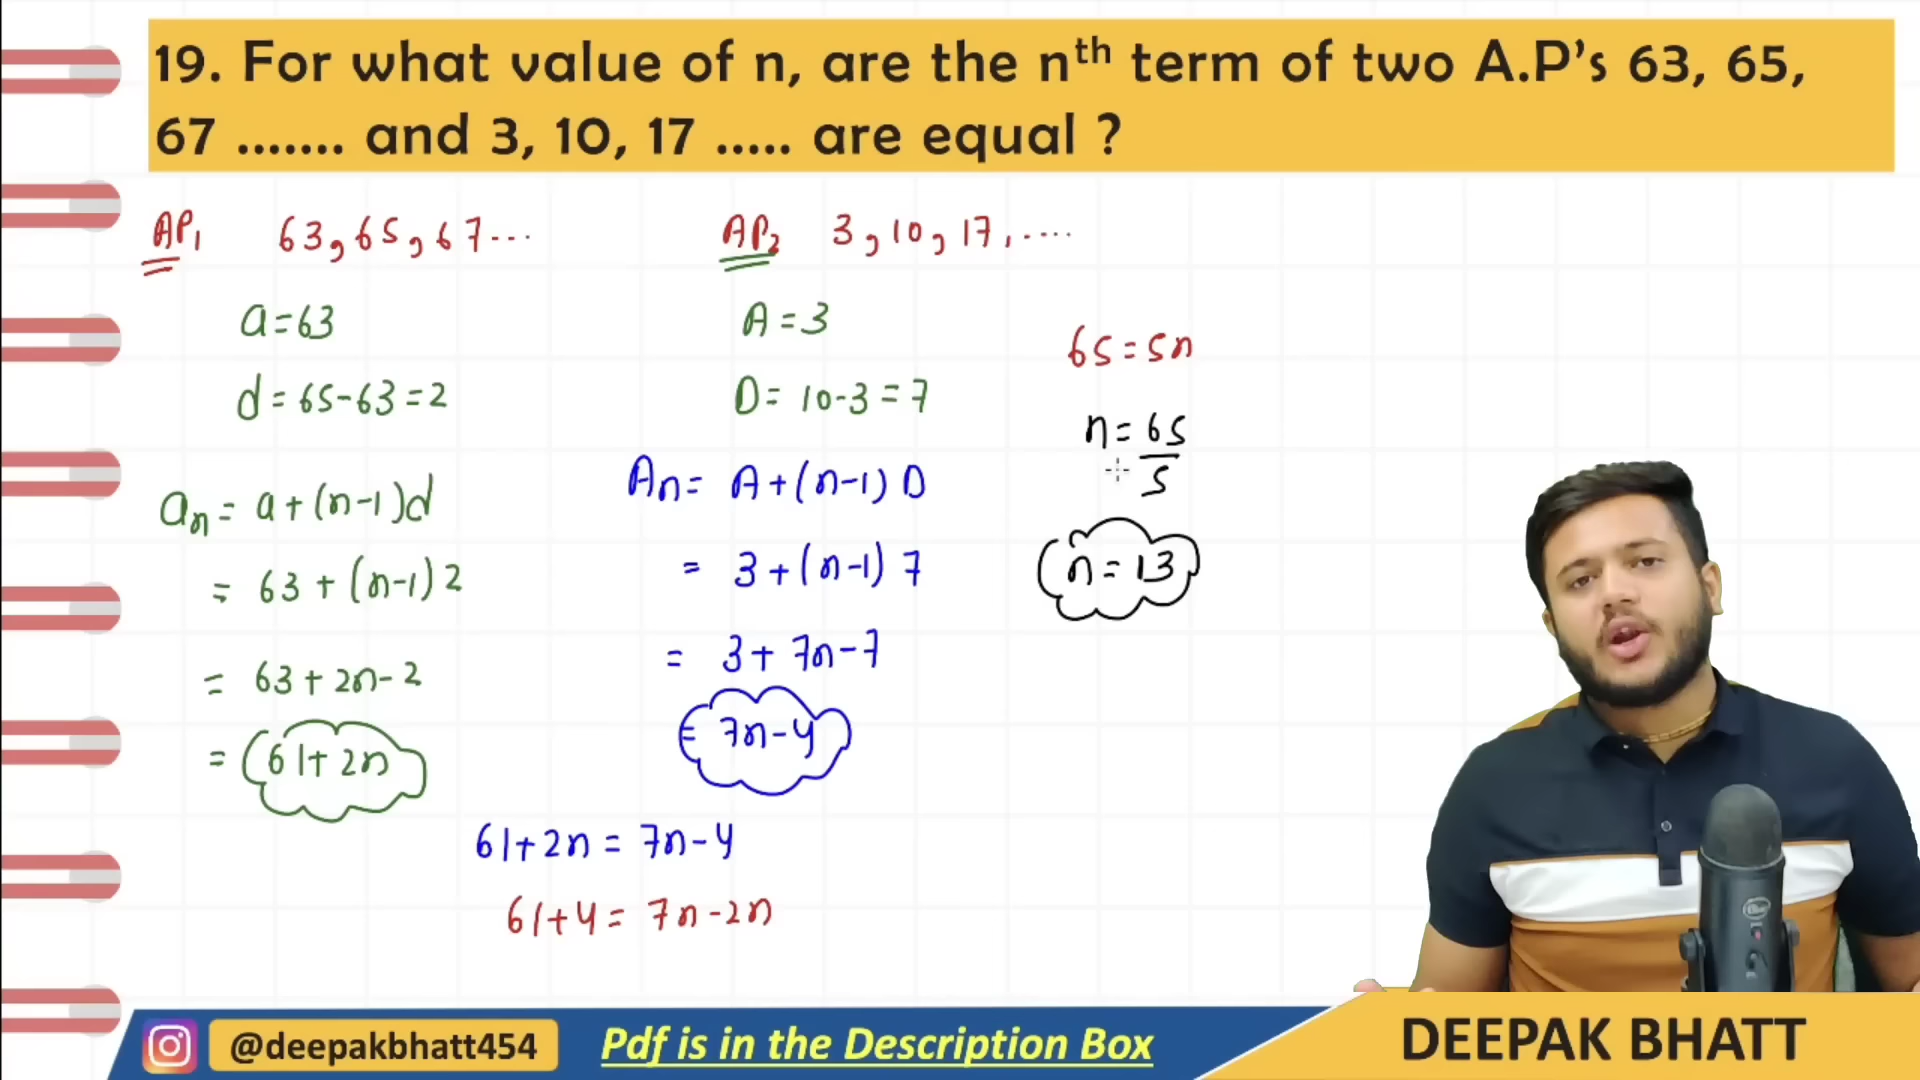 19. For what value of n, are the nth term of two A.P's 63, 65,
67 ....... and 3, 10, 17 ..... are equal ?
AP1 63, 65, 67...
a=63
d=65-63=2
an= a+(n-1)d
= 63+(n-1)2
= 63+2n-2
= 61+2n
AP2 3, 10, 17, ....
A=3
D= 10-3=7
An= A+(n-1)D
= 3+(n-1)7
= 3+7n-7
= 7n-4
61+2n= 7n-4
61+4= 7n-2n
65=5n
n= 65
5
n=13
@deepakbhatt454
Pdf is in the Description Box
DEEPAK BHATT